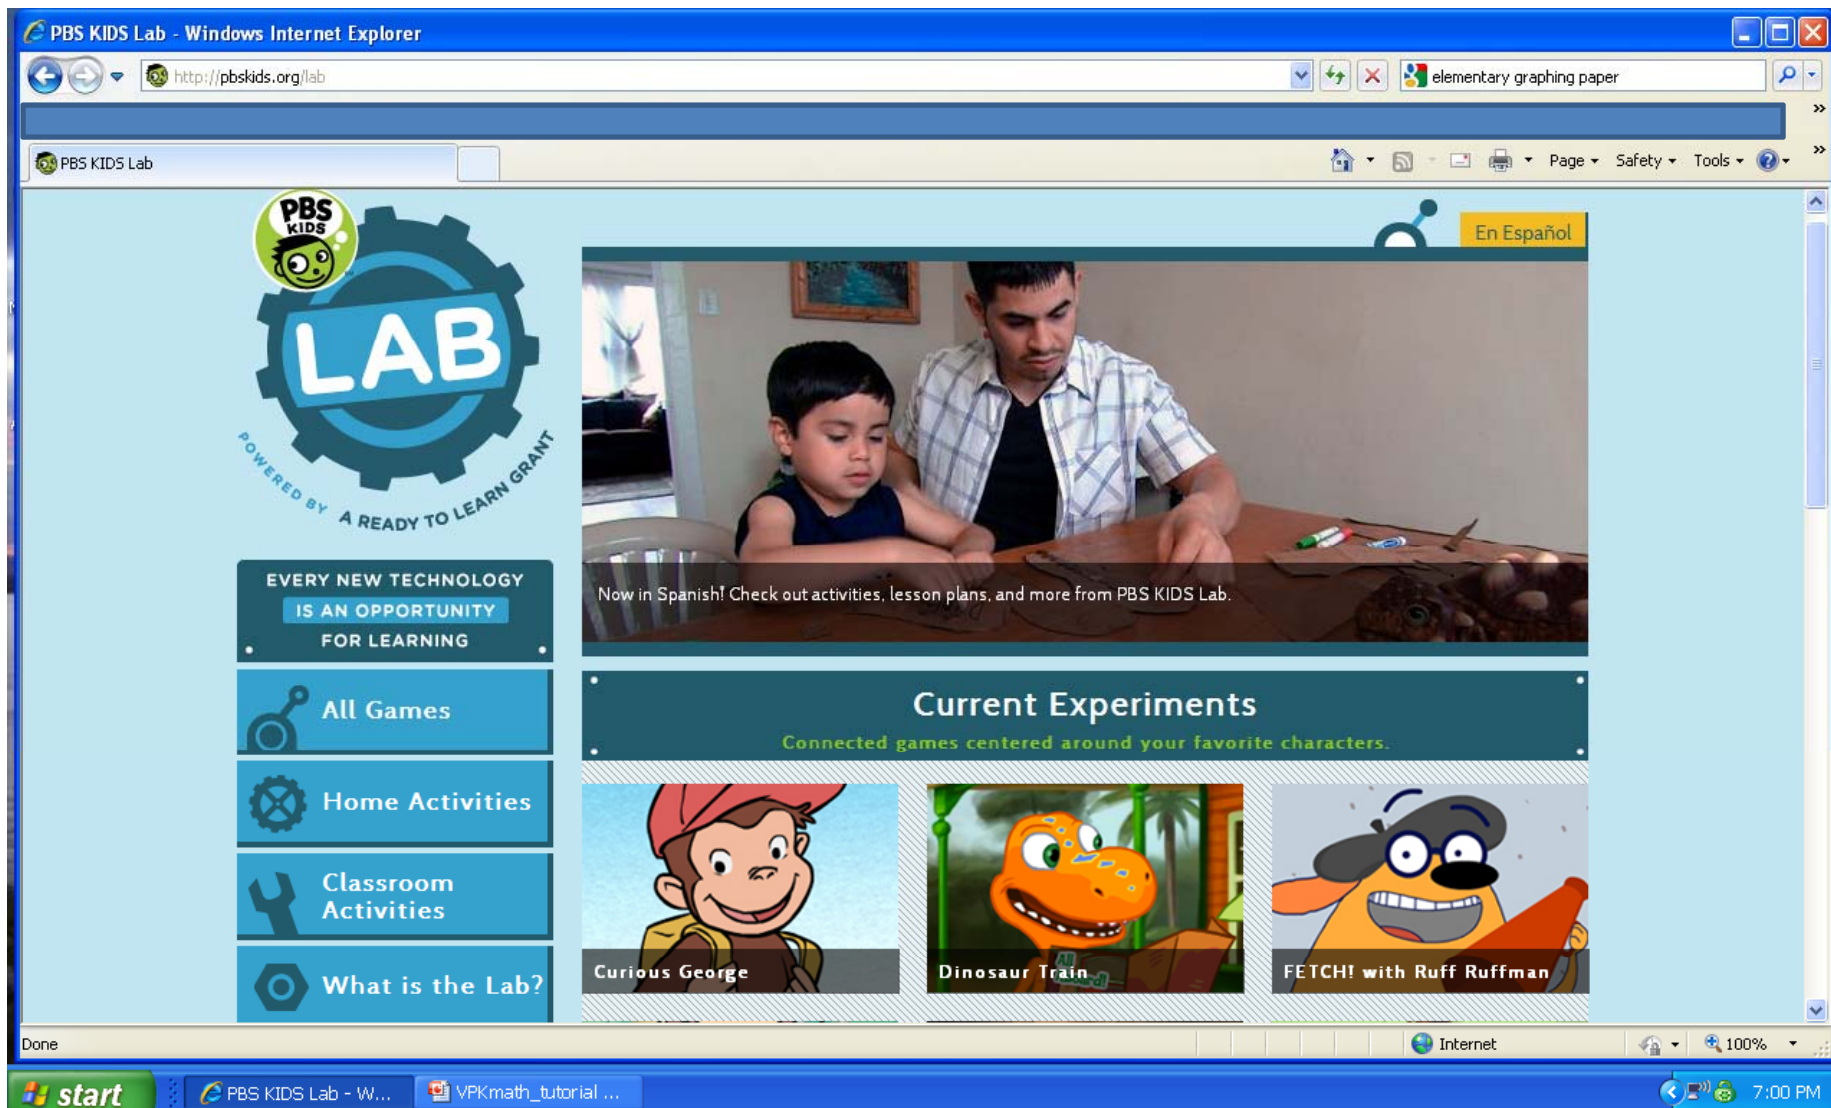 PBS KIDS Lab - Windows Internet Explorer
http://pbskids.org/lab
elementary graphing paper
»
PBS KIDS Lab
Page
Safety
Tools
»
PBS
KIDS
LAB
POWERED BY A READY TO LEARN GRANT
En Español
Now in Spanish! Check out activities, lesson plans, and more from PBS KIDS Lab.
EVERY NEW TECHNOLOGY
IS AN OPPORTUNITY
FOR LEARNING
All Games
Home Activities
Classroom
Activities
What is the Lab?
Current Experiments
Connected games centered around your favorite characters.
Curious George
Dinosaur Train
All
FETCH! with Ruff Ruffman
Done
Internet
100%
start
PBS KIDS Lab - W...
VPKmath_tutorial ...
7:00 PM